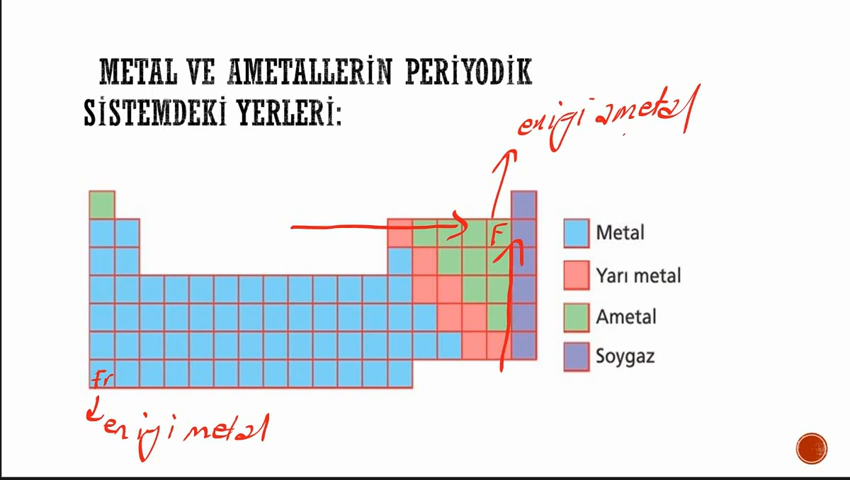 METAL VE AMETALLERİN PERİYODİK
SİSTEMDEKİ YERLERİ:
en iyi ametal
F
Metal
Yarı metal
Ametal
Soygaz
Fr
en iyi metal